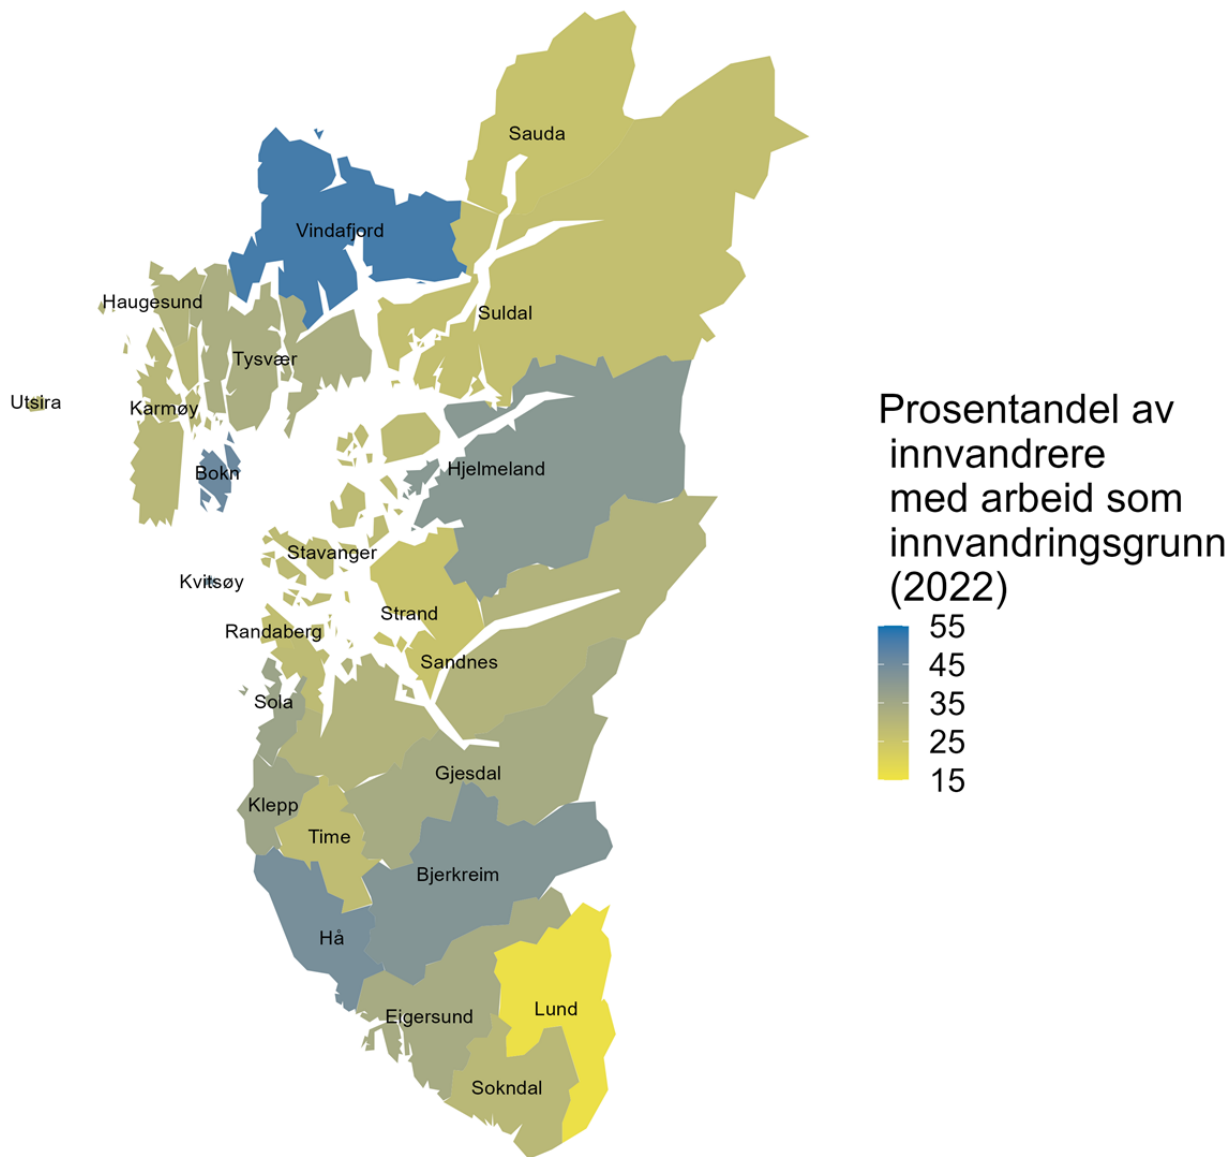 Sauda
Vindafjord
Haugesund
Suldal
Tysvær
Utsira
Karmøy
Bokn
Hjelmeland
Stavanger
Kvitsøy
Strand
Randaberg
Sandnes
Sola
Gjesdal
Klepp
Time
Bjerkreim
Hå
Lund
Eigersund
Sokndal
Prosentandel av
innvandrere
med arbeid som
innvandringsgrunn
(2022)
55
45
35
25
15